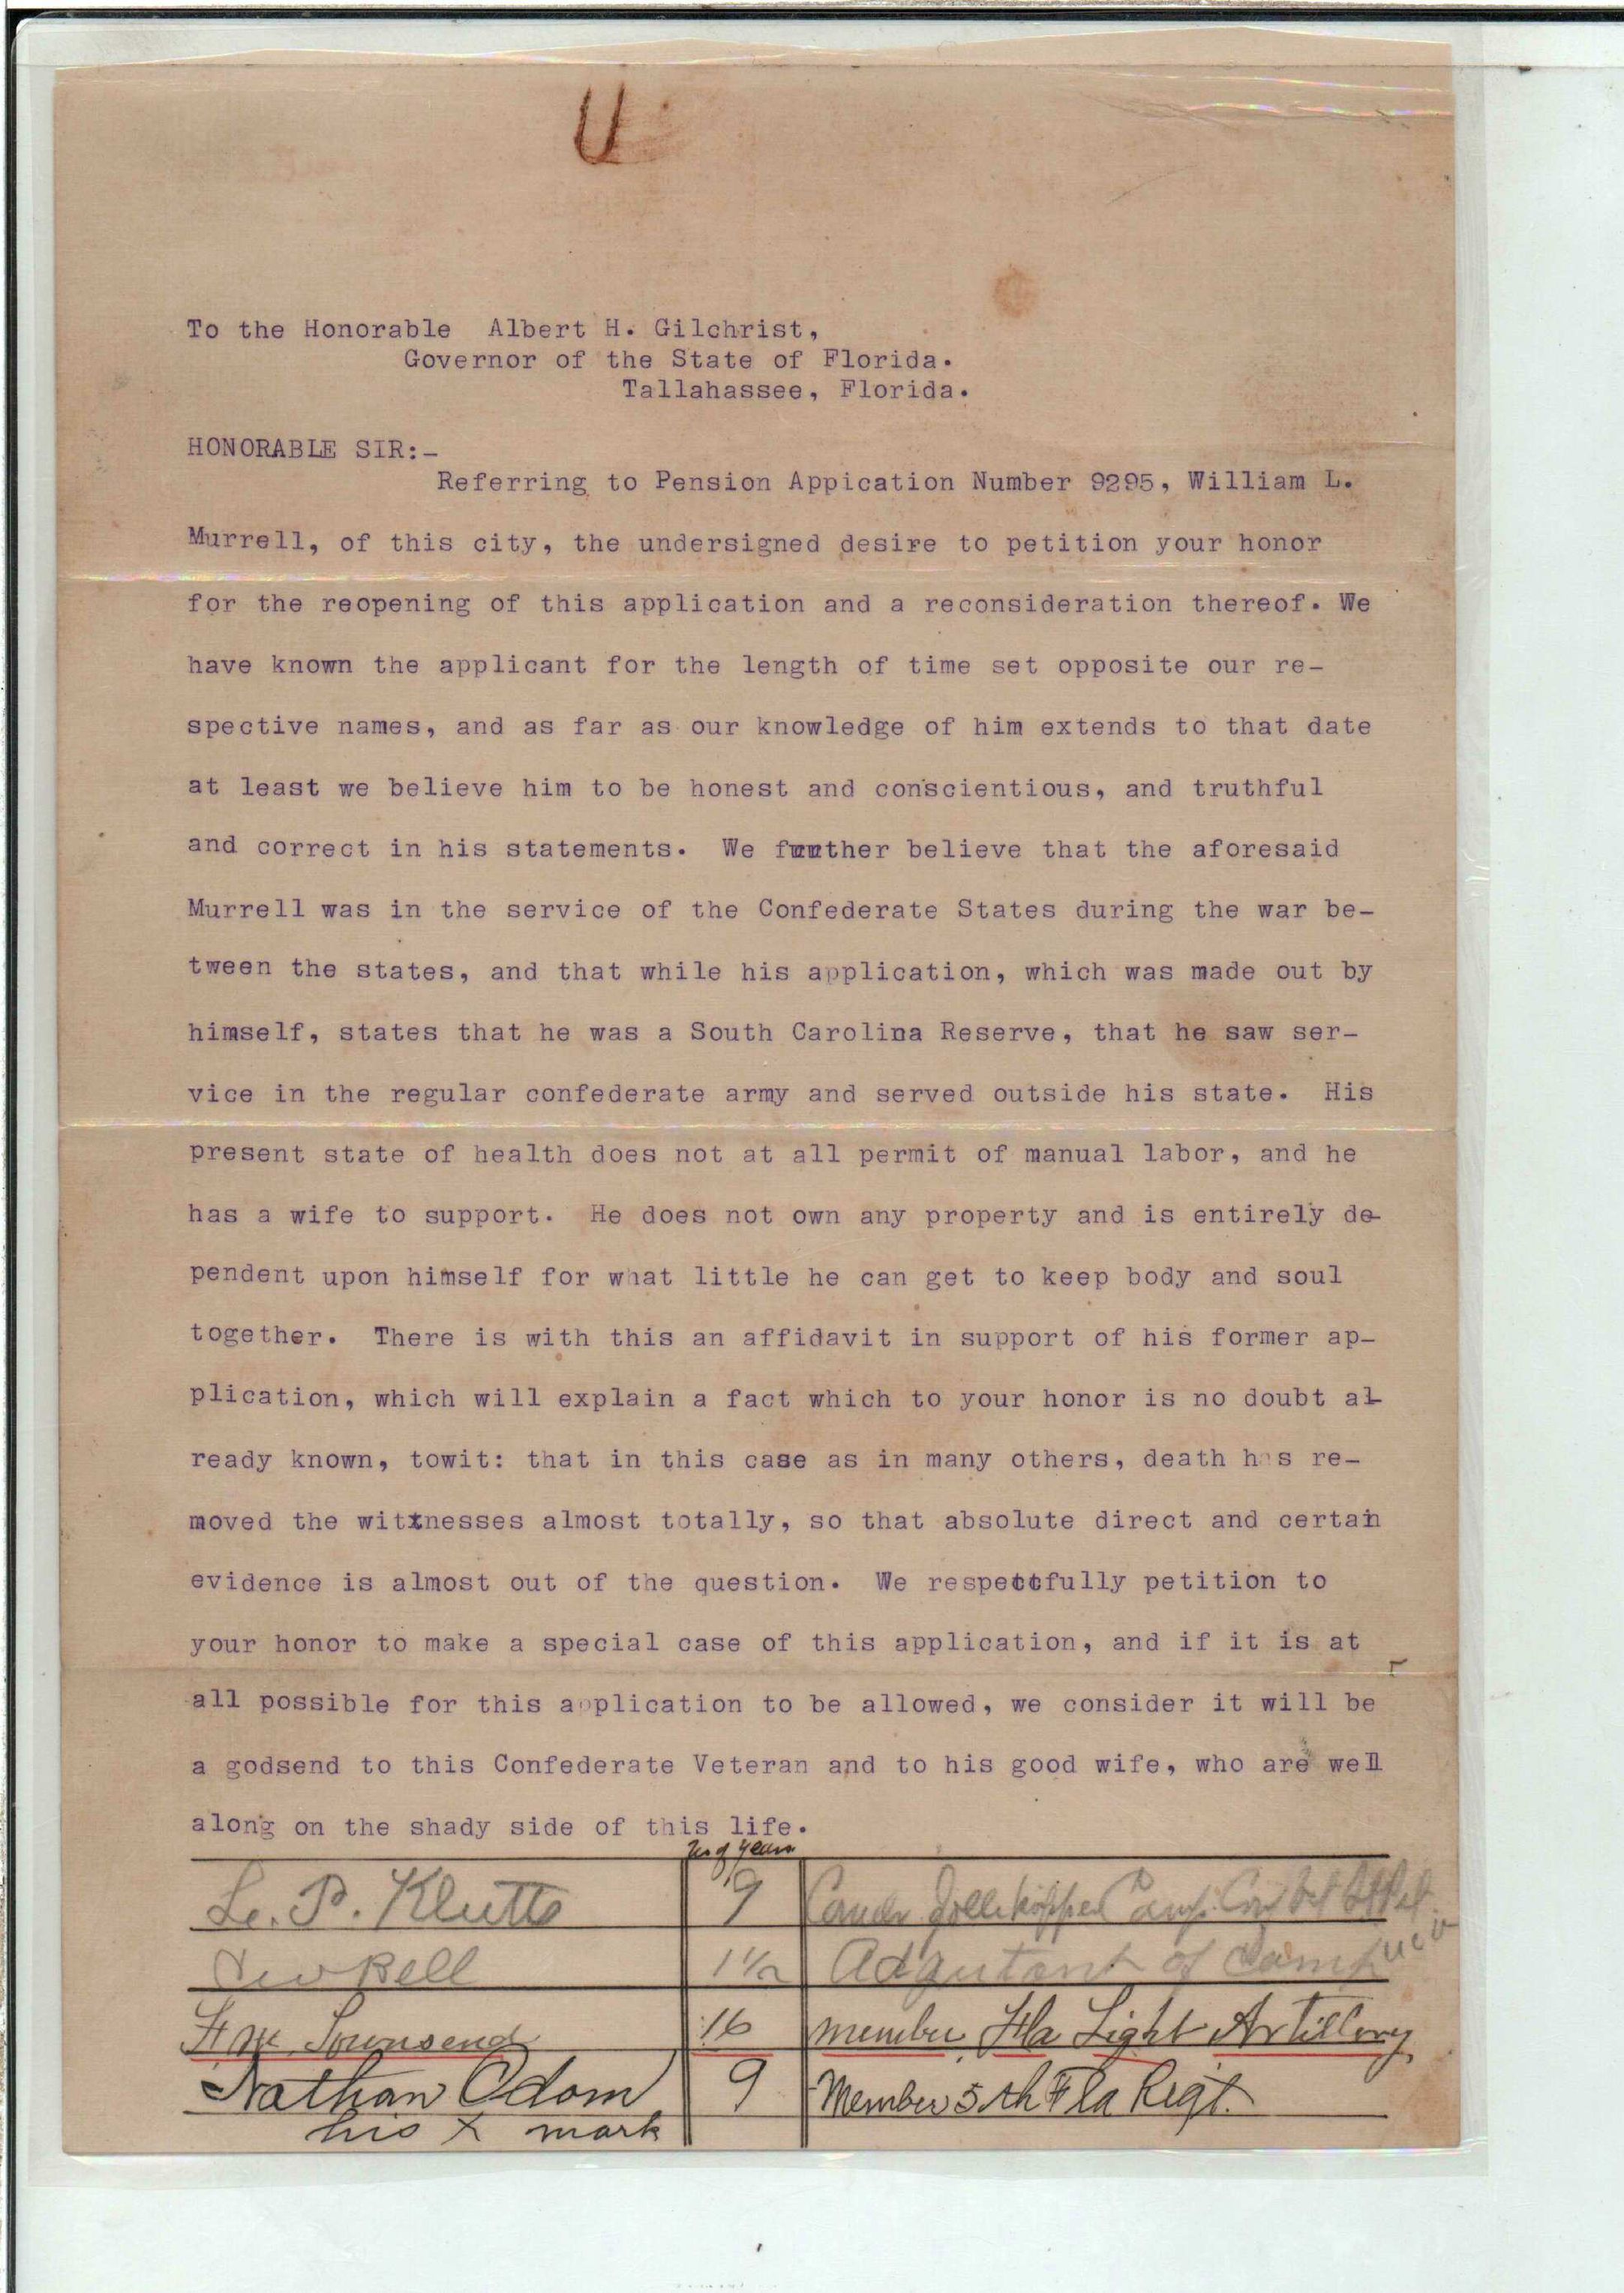 To the Honorable Albert H. Gilchrist,
Governor of the State of Florida.
Tallahassee, Florida.
HONORABLE SIR:-
Referring to Pension Appication Number 9295, William L.
Murrell, of this city, the undersigned desire to petition your honor
for the reopening of this application and a reconsideration thereof. We
have known the applicant for the length of time set opposite our re-
spective names, and as far as our knowledge of him extends to that date
at least we believe him to be honest and conscientious, and truthful
and correct in his statements. We further believe that the aforesaid
Murrell was in the service of the Confederate States during the war be-
tween the states, and that while his application, which was made out by
himself, states that he was a South Carolina Reserve, that he saw ser-
vice in the regular confederate army and served outside his state. His
present state of health does not at all permit of manual labor, and he
has a wife to support. He does not own any property and is entirely de-
pendent upon himself for what little he can get to keep body and soul
together. There is with this an affidavit in support of his former ap-
plication, which will explain a fact which to your honor is no doubt al-
ready known, towit: that in this case as in many others, death has re-
moved the witnesses almost totally, so that absolute direct and certain
evidence is almost out of the question. We respectfully petition to
your honor to make a special case of this application, and if it is at
all possible for this application to be allowed, we consider it will be
a godsend to this Confederate Veteran and to his good wife, who are well
along on the shady side of this life.
No of years
L. P. Klutts 9 Camp
Bell 1 1/2 Adjutant of Camp
Townsend 16 member Fla Light Artillery
Nathan Odom 9 Member 5th Fla Regt.
his x mark